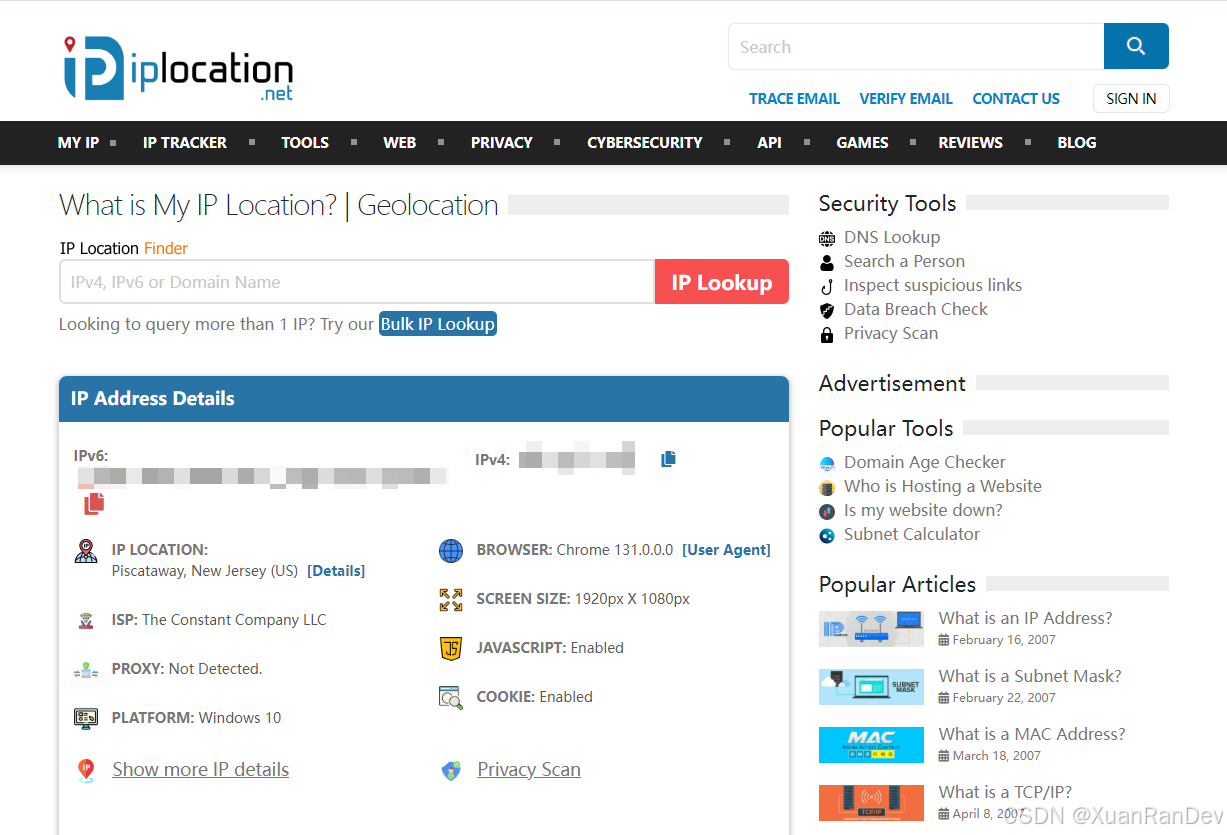 iplocation
.net
Search
TRACE EMAIL VERIFY EMAIL CONTACT US SIGN IN
MY IP IP TRACKER TOOLS WEB PRIVACY CYBERSECURITY API GAMES REVIEWS BLOG
What is My IP Location? | Geolocation
IP Location Finder
IPv4, IPv6 or Domain Name
IP Lookup
Looking to query more than 1 IP? Try our Bulk IP Lookup
IP Address Details
IPv6:
IPv4:
IP LOCATION:
Piscataway, New Jersey (US) [Details]
ISP: The Constant Company LLC
PROXY: Not Detected.
PLATFORM: Windows 10
Show more IP details
BROWSER: Chrome 131.0.0.0 [User Agent]
SCREEN SIZE: 1920px X 1080px
JAVASCRIPT: Enabled
COOKIE: Enabled
Privacy Scan
Security Tools
DNS Lookup
Search a Person
Inspect suspicious links
Data Breach Check
Privacy Scan
Advertisement
Popular Tools
Domain Age Checker
Who is Hosting a Website
Is my website down?
Subnet Calculator
Popular Articles
What is an IP Address?
February 16, 2007
SUBNET
MASK
What is a Subnet Mask?
February 22, 2007
MAC
What is a MAC Address?
March 18, 2007
TCP/IP
What is a TCP/IP?
April 8, 2007
CSDN @XuanRanDev